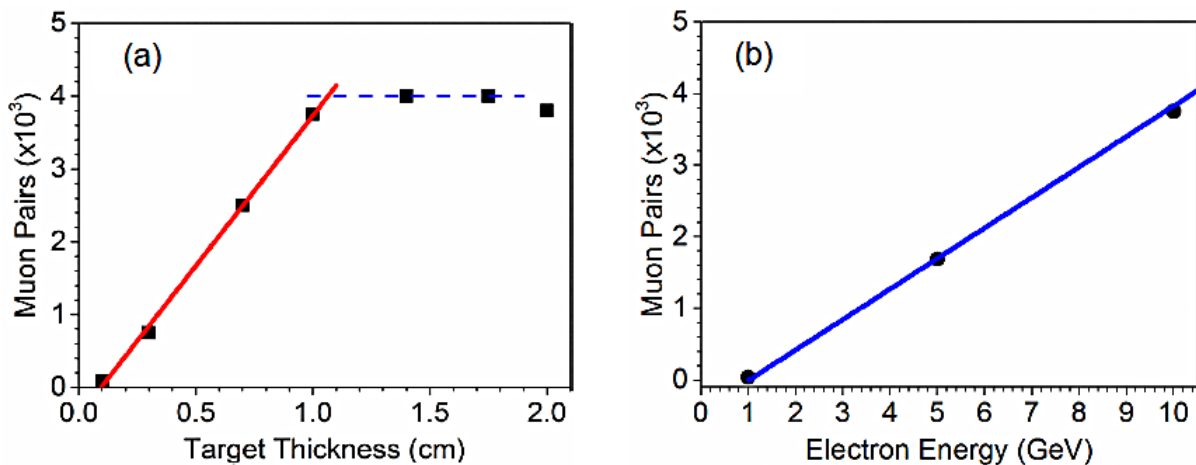 (a)
Muon Pairs (x10³)
5
4
3
2
1
0
0.0 0.5 1.0 1.5 2.0
Target Thickness (cm)
(b)
Muon Pairs (x10³)
5
4
3
2
1
0
0 1 2 3 4 5 6 7 8 9 10
Electron Energy (GeV)